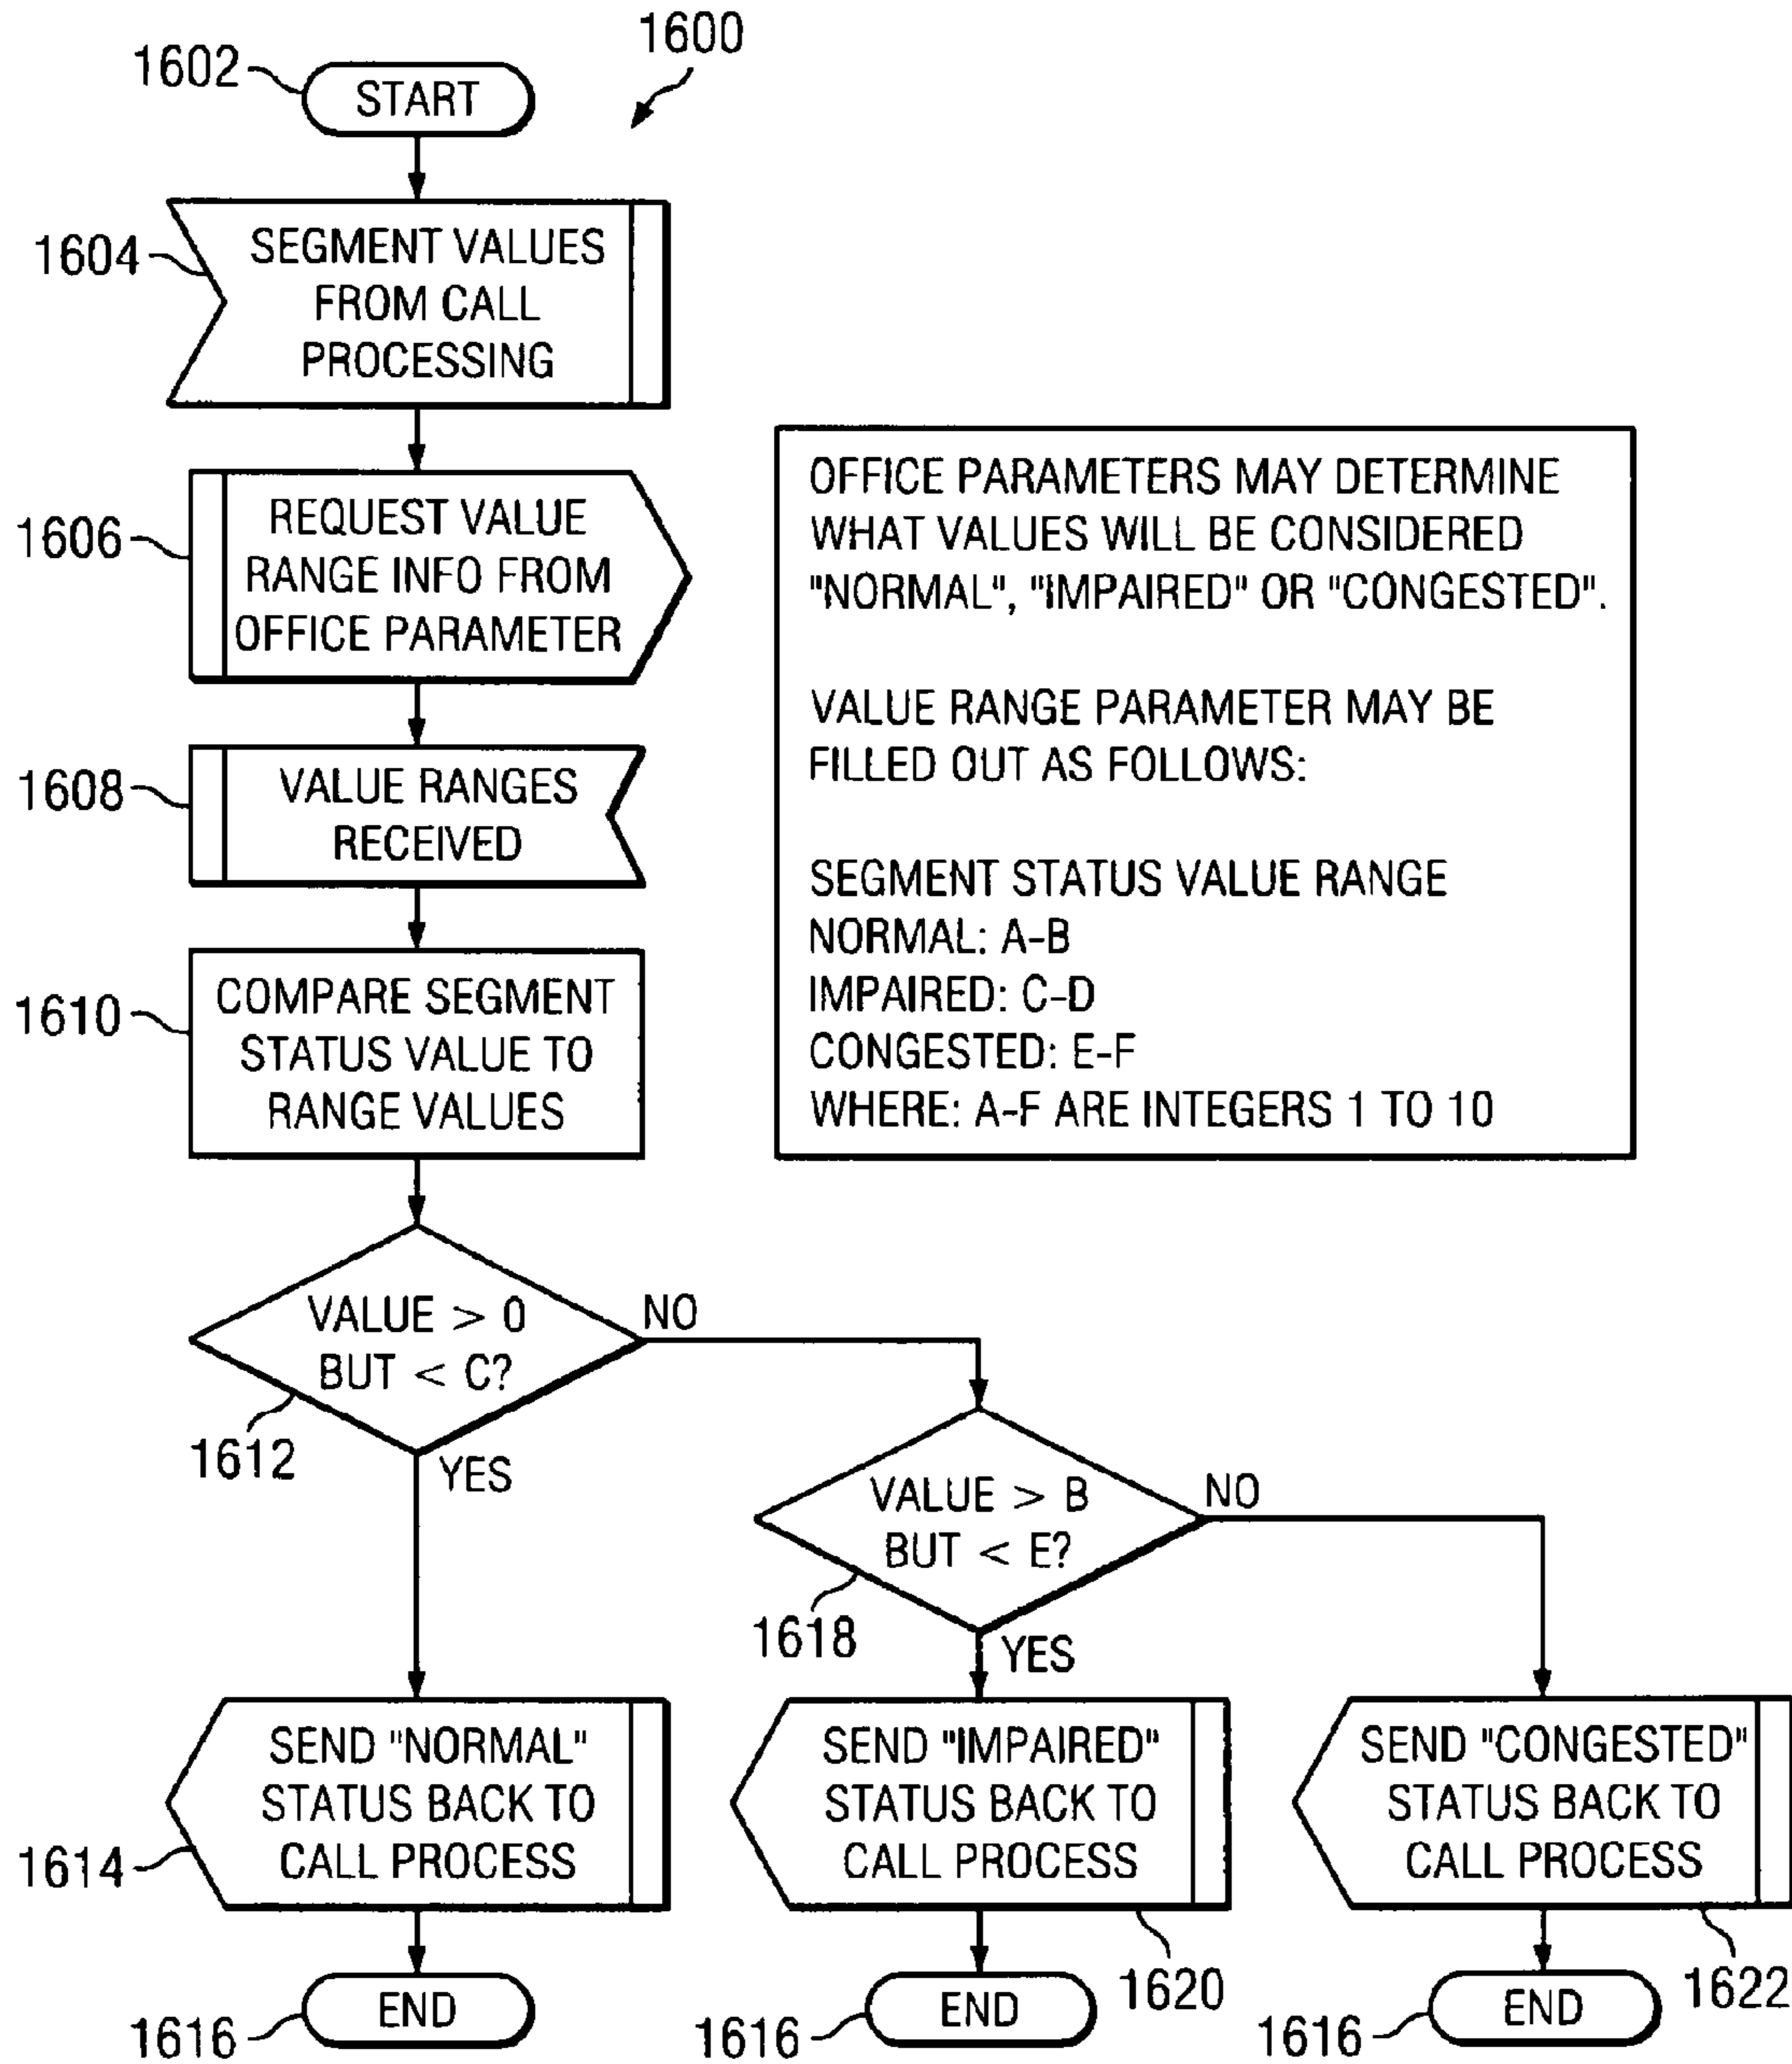 1600
1602
START
1604
SEGMENT VALUES
FROM CALL
PROCESSING
1606
REQUEST VALUE
RANGE INFO FROM
OFFICE PARAMETER
1608
VALUE RANGES
RECEIVED
1610
COMPARE SEGMENT
STATUS VALUE TO
RANGE VALUES
OFFICE PARAMETERS MAY DETERMINE
WHAT VALUES WILL BE CONSIDERED
"NORMAL", "IMPAIRED" OR "CONGESTED".
VALUE RANGE PARAMETER MAY BE
FILLED OUT AS FOLLOWS:
SEGMENT STATUS VALUE RANGE
NORMAL: A-B
IMPAIRED: C-D
CONGESTED: E-F
WHERE: A-F ARE INTEGERS 1 TO 10
VALUE > 0
BUT < C?
NO
1612
YES
VALUE > B
BUT < E?
NO
1618
YES
SEND "NORMAL"
STATUS BACK TO
CALL PROCESS
1614
SEND "IMPAIRED"
STATUS BACK TO
CALL PROCESS
1620
SEND "CONGESTED"
STATUS BACK TO
CALL PROCESS
1622
END
1616
END
1616
END
1616